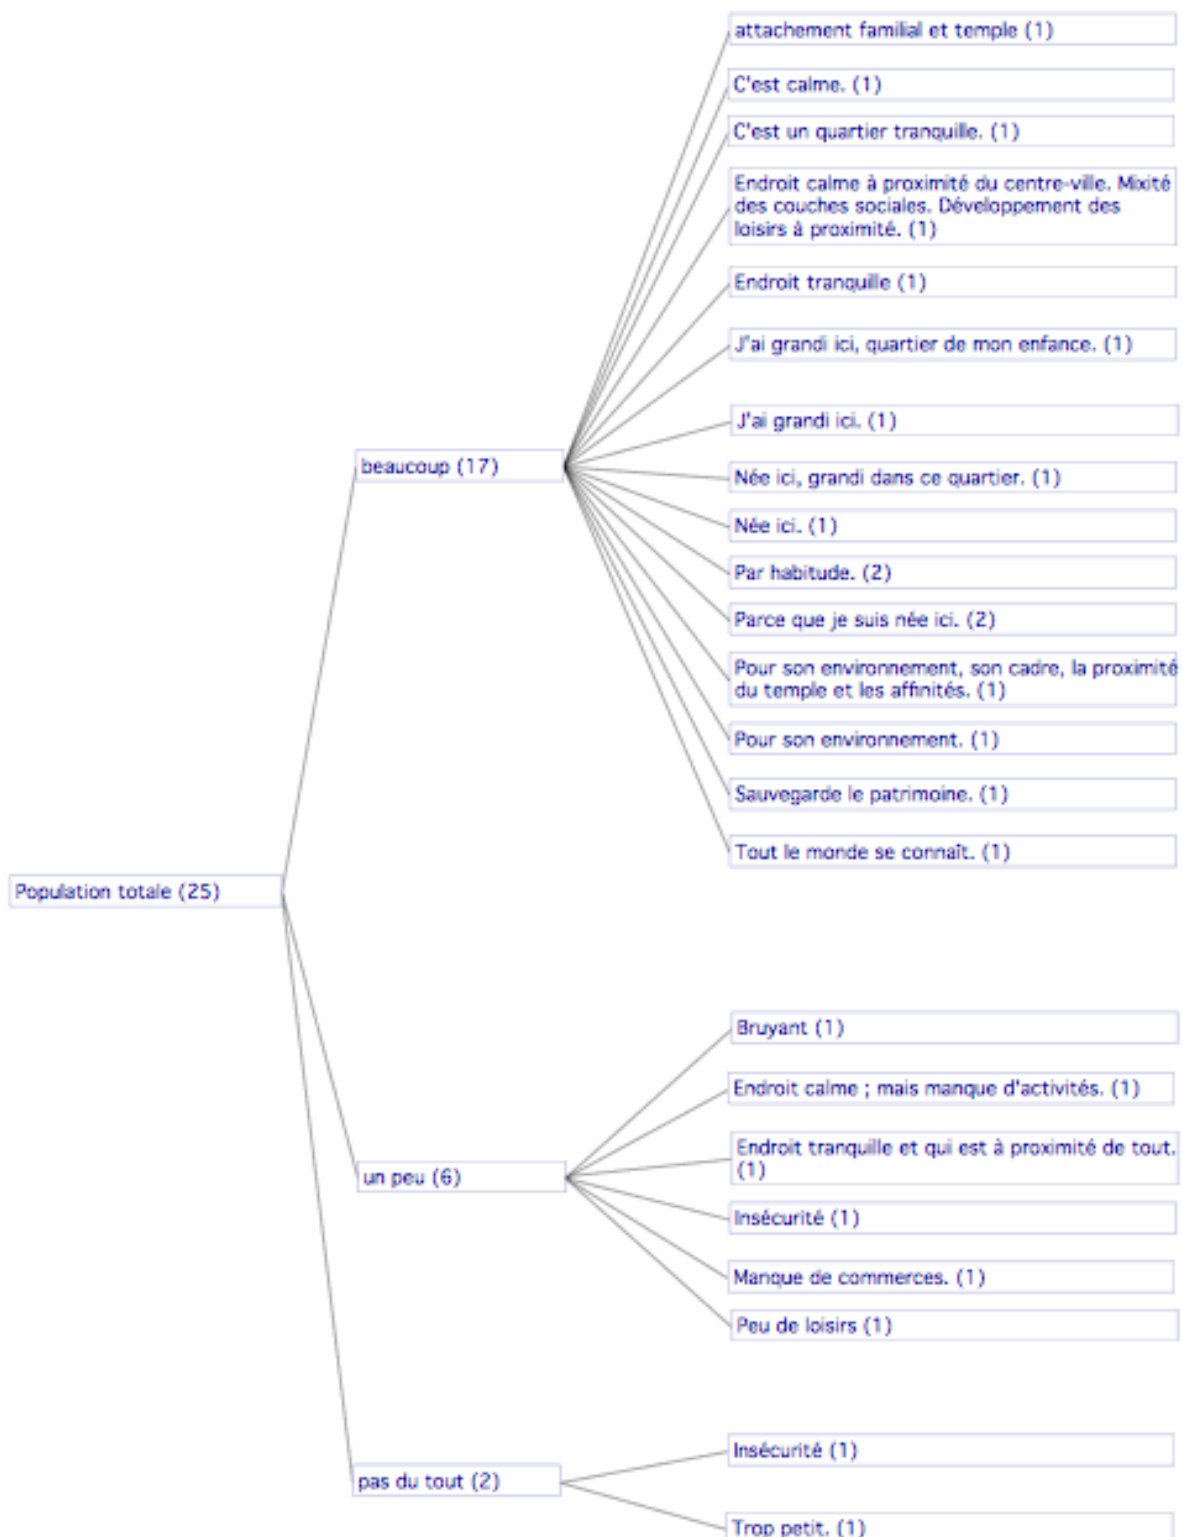 attachement familial et temple (1)
C'est calme. (1)
C'est un quartier tranquille. (1)
Endroit calme à proximité du centre-ville. Mixité
des couches sociales. Développement des
loisirs à proximité. (1)
Endroit tranquille (1)
J'ai grandi ici, quartier de mon enfance. (1)
J'ai grandi ici. (1)
beaucoup (17)
Née ici, grandi dans ce quartier. (1)
Née ici. (1)
Par habitude. (2)
Parce que je suis née ici. (2)
Pour son environnement, son cadre, la proximité
du temple et les affinités. (1)
Pour son environnement. (1)
Sauvegarde le patrimoine. (1)
Tout le monde se connaît. (1)
Population totale (25)
Bruyant (1)
Endroit calme ; mais manque d'activités. (1)
Endroit tranquille et qui est à proximité de tout.
(1)
un peu (6)
Insécurité (1)
Manque de commerces. (1)
Peu de loisirs (1)
Insécurité (1)
pas du tout (2)
Trop petit. (1)